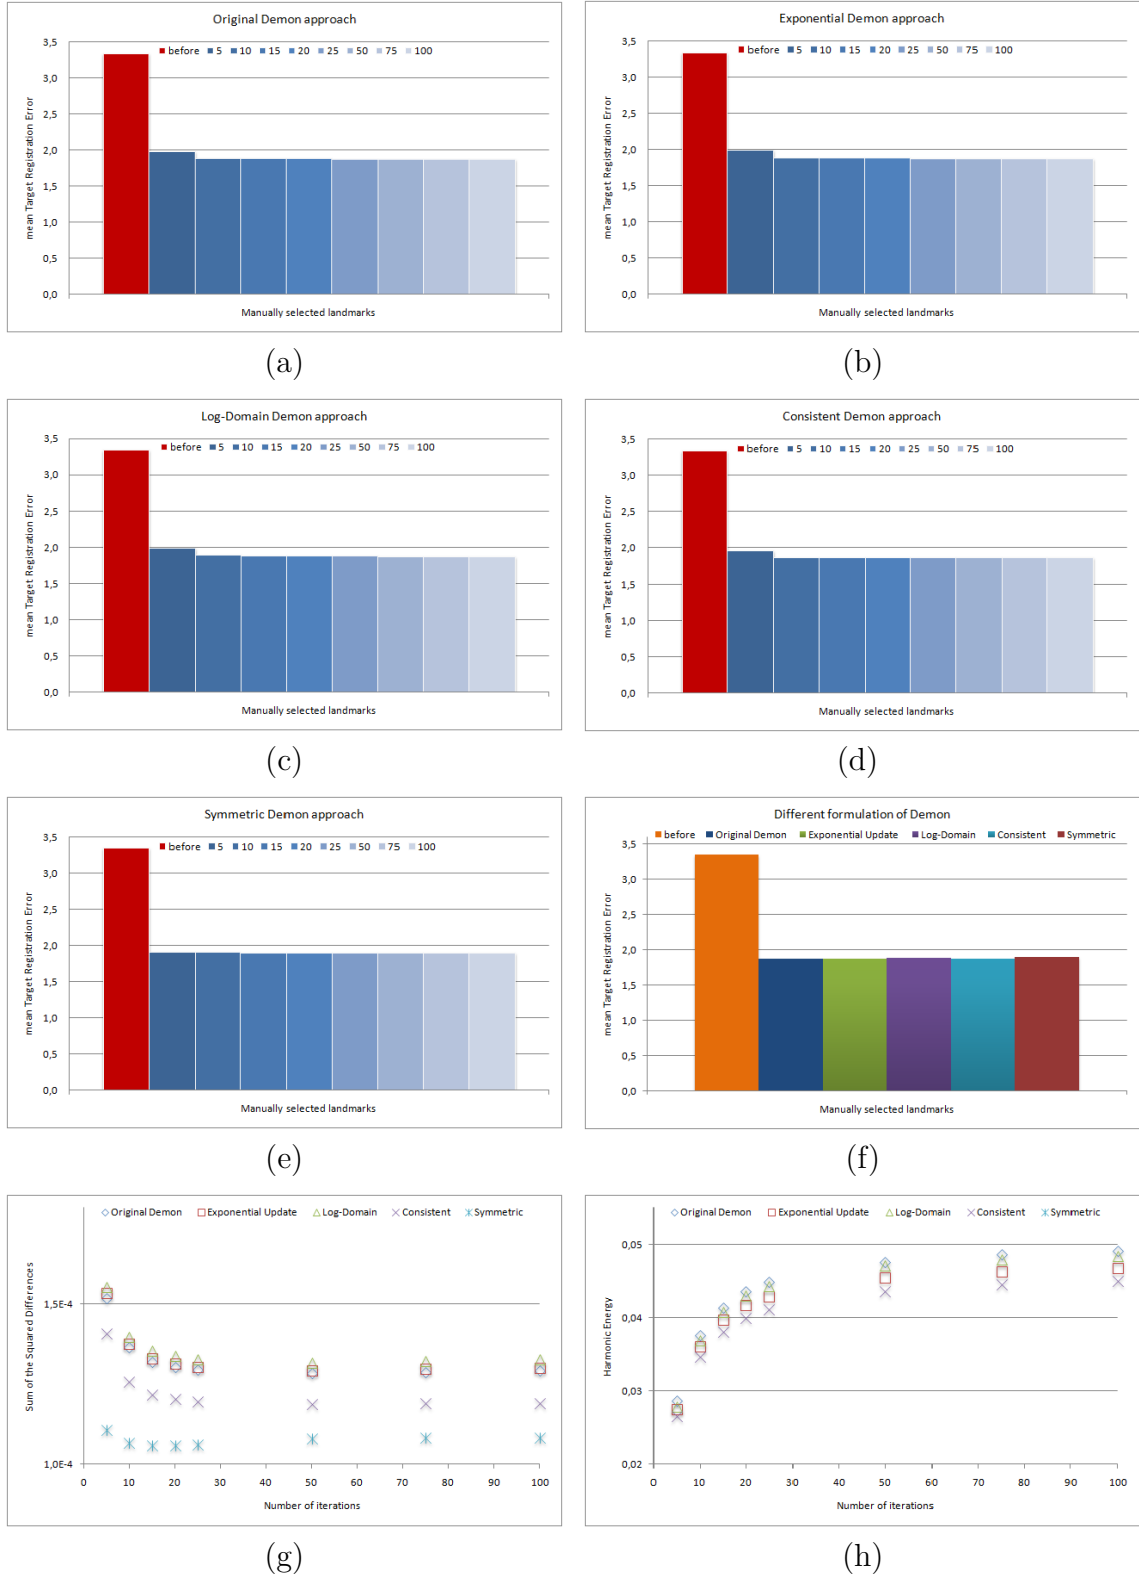 Original Demon approach
before 5 10 15 20 25 50 75 100
3,5
3,0
2,5
2,0
1,5
1,0
0,5
0,0
mean Target Registration Error
Manually selected landmarks
(a)
Exponential Demon approach
before 5 10 15 20 25 50 75 100
3,5
3,0
2,5
2,0
1,5
1,0
0,5
0,0
mean Target Registration Error
Manually selected landmarks
(b)
Log-Domain Demon approach
before 5 10 15 20 25 50 75 100
3,5
3,0
2,5
2,0
1,5
1,0
0,5
0,0
mean Target Registration Error
Manually selected landmarks
(c)
Consistent Demon approach
before 5 10 15 20 25 50 75 100
3,5
3,0
2,5
2,0
1,5
1,0
0,5
0,0
mean Target Registration Error
Manually selected landmarks
(d)
Symmetric Demon approach
before 5 10 15 20 25 50 75 100
3,5
3,0
2,5
2,0
1,5
1,0
0,5
0,0
mean Target Registration Error
Manually selected landmarks
(e)
Different formulation of Demon
before Original Demon Exponential Update Log-Domain Consistent Symmetric
3,5
3,0
2,5
2,0
1,5
1,0
0,5
0,0
mean Target Registration Error
Manually selected landmarks
(f)
Original Demon Exponential Update Log-Domain Consistent Symmetric
1,5E-4
1,0E-4
Sum of the Squared Differences
0 10 20 30 40 50 60 70 80 90 100
Number of iterations
(g)
Original Demon Exponential Update Log-Domain Consistent Symmetric
0,05
0,04
0,03
0,02
Harmonic Energy
0 10 20 30 40 50 60 70 80 90 100
Number of iterations
(h)